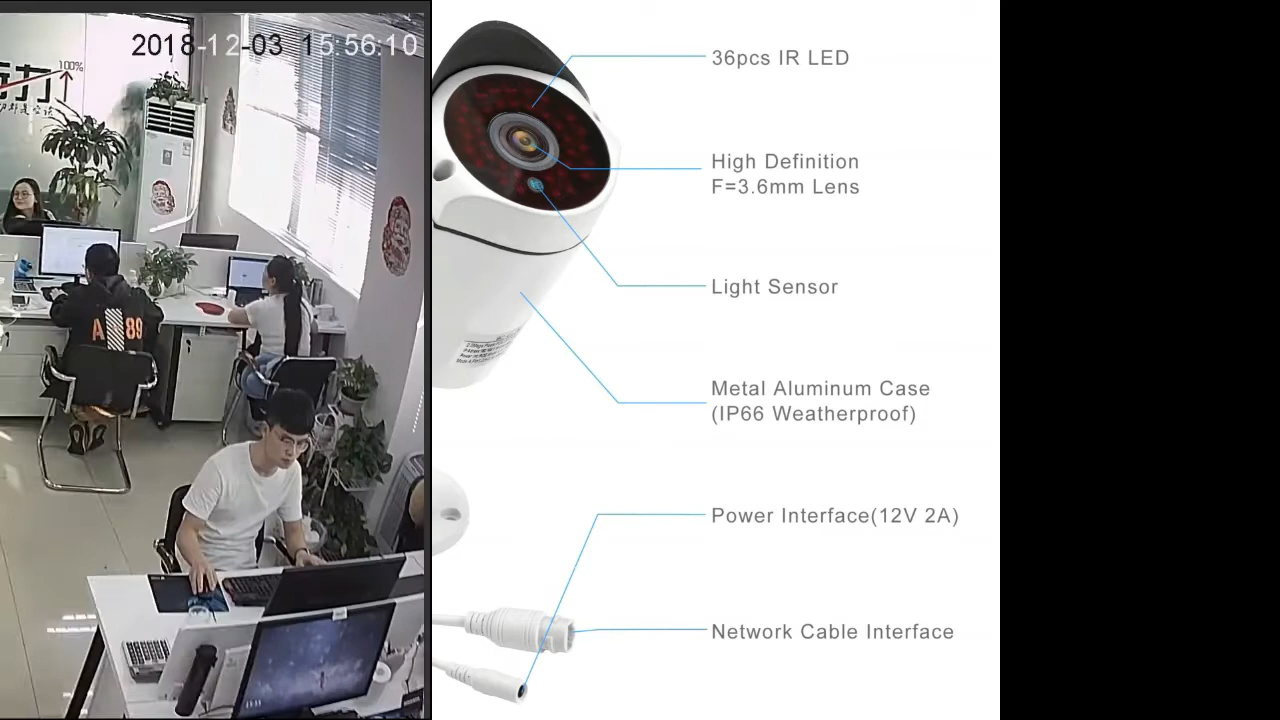 2018-12-03 15:56:10
100%
A 89
36pcs IR LED
High Definition
F=3.6mm Lens
Light Sensor
Metal Aluminum Case
(IP66 Weatherproof)
Power Interface(12V 2A)
Network Cable Interface